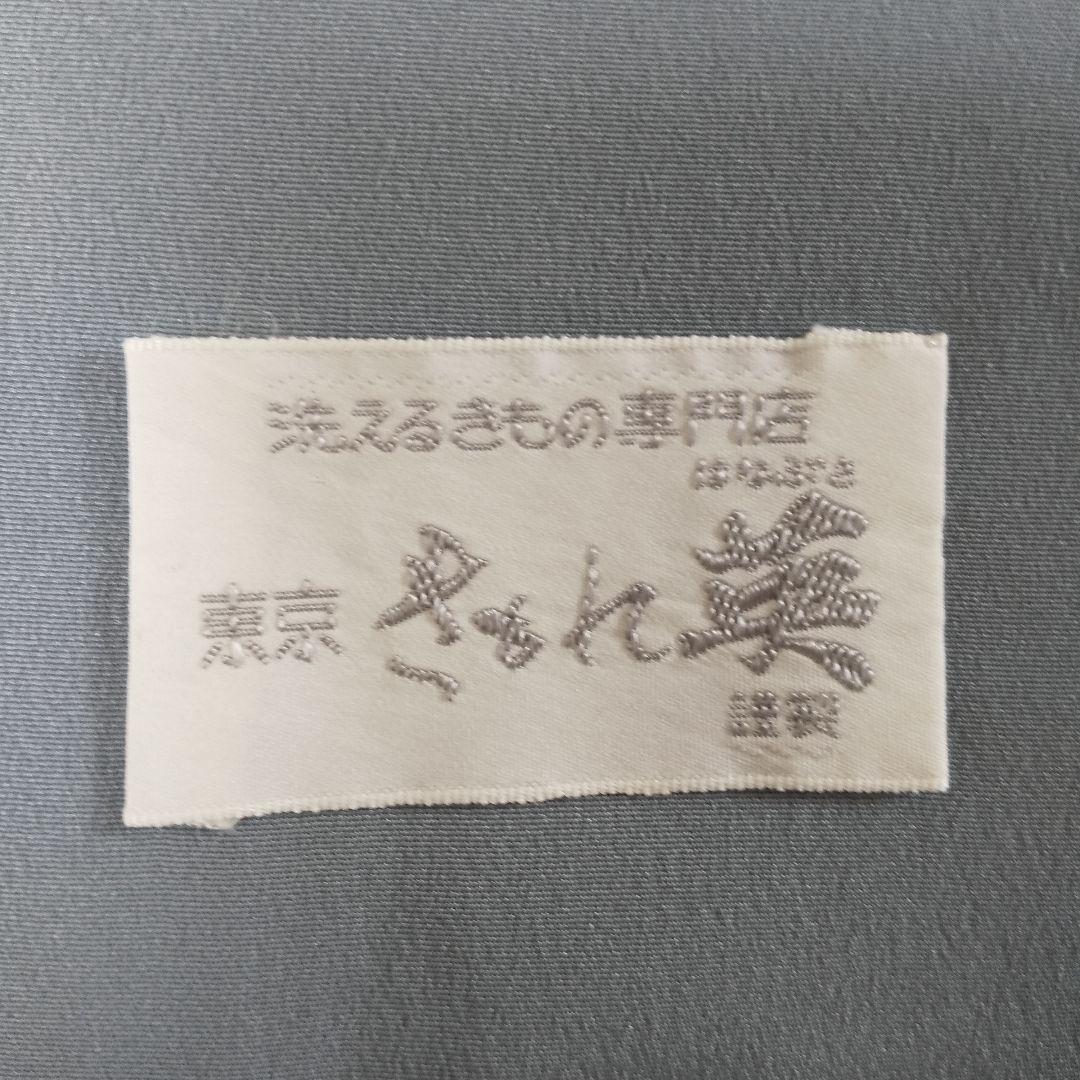 洗えるきもの専門店
はなぶさ
東京 きもの英
謹製